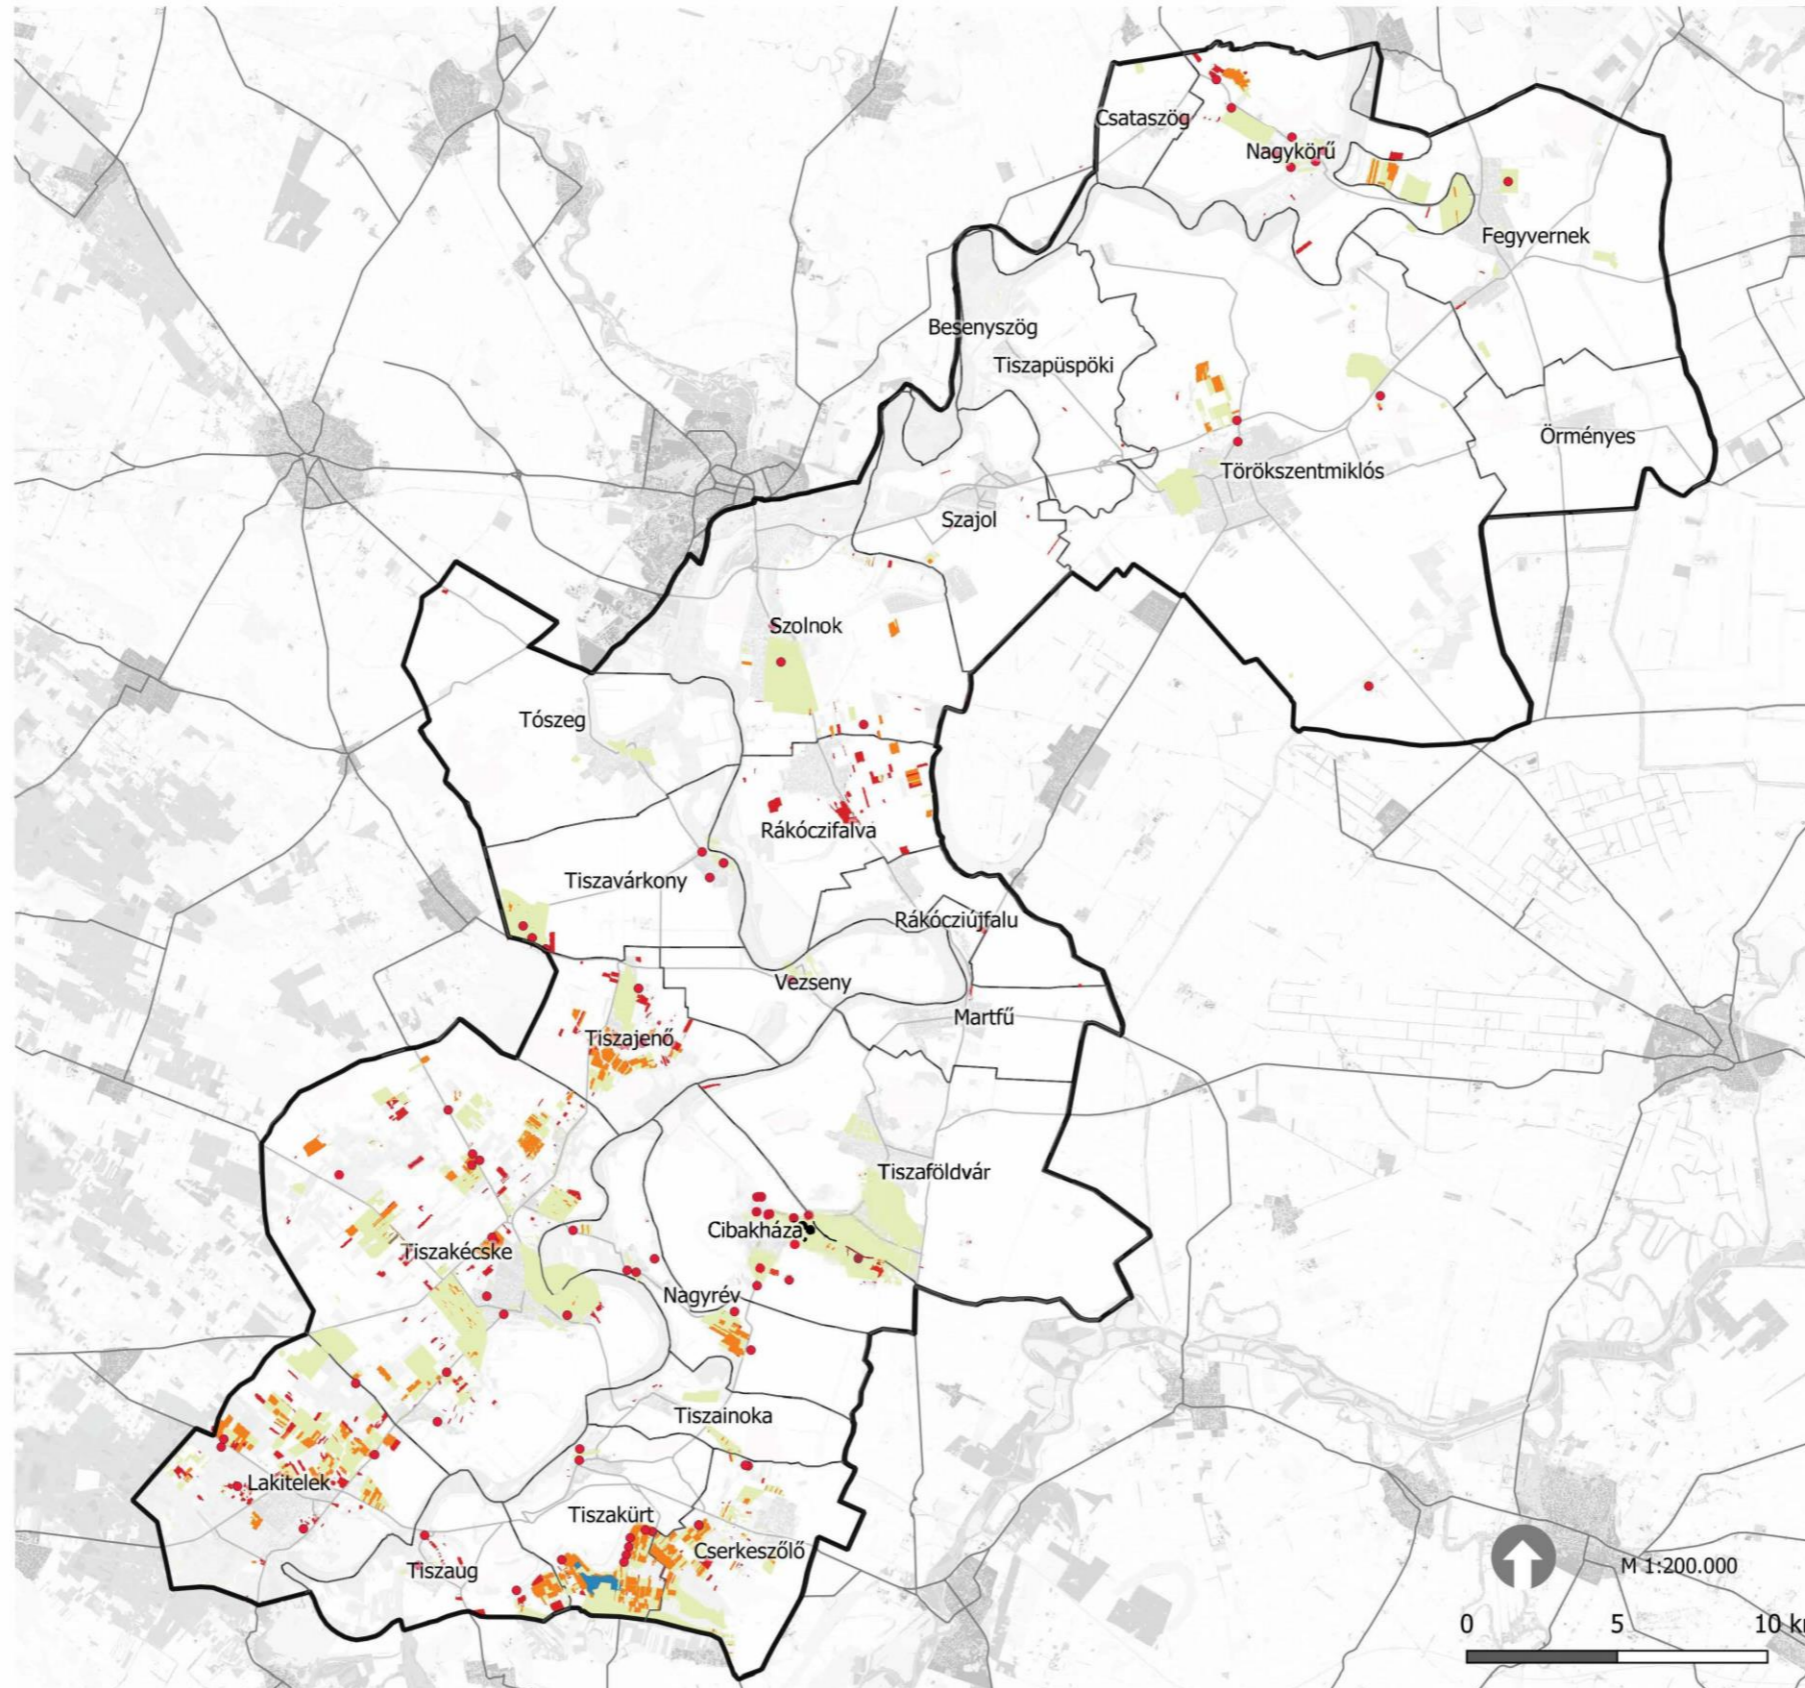 Csataszög
Nagykörű
Fegyvernek
Besenyszög
Tiszapüspöki
Örményes
Törökszentmiklós
Szajol
Szolnok
Tószeg
Rákóczifalva
Tiszavárkony
Rákócziújfalu
Vezseny
Martfű
Tiszajenő
Tiszaföldvár
Cibakháza
Tiszakécske
Nagyrév
Tiszainoka
Lakitelek
Tiszakürt
Cserkeszőlő
Tiszaug
M 1:200.000
0 5 10 km